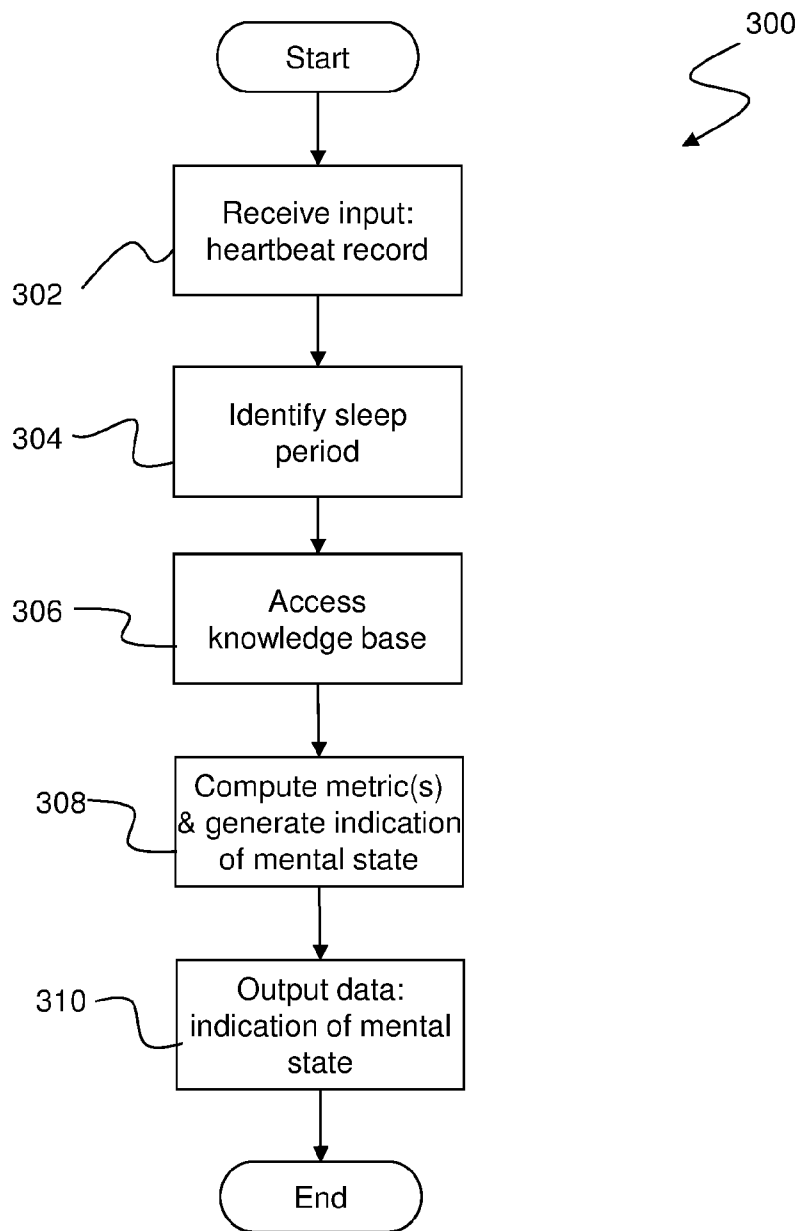 Start
300
Receive input:
heartbeat record
302
Identify sleep
period
304
Access
knowledge base
306
Compute metric(s)
& generate indication
of mental state
308
Output data:
indication of mental
state
310
End